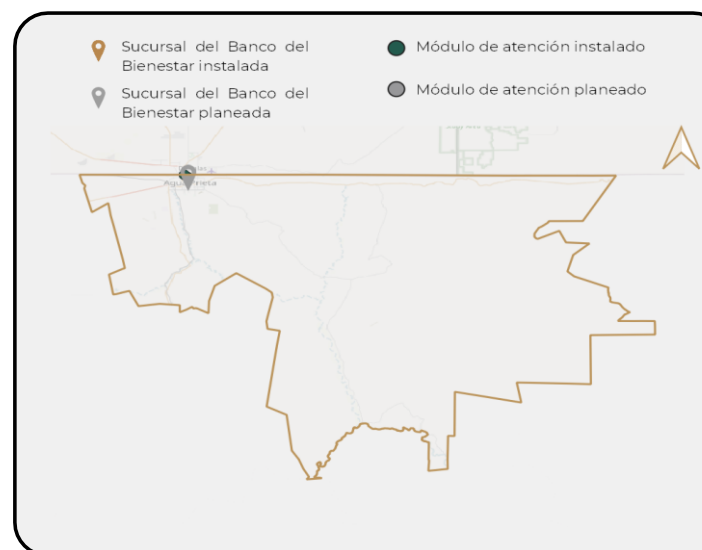 Sucursal del Banco del
Bienestar instalada
Sucursal del Banco del
Bienestar planeada
Módulo de atención instalado
Módulo de atención planeado